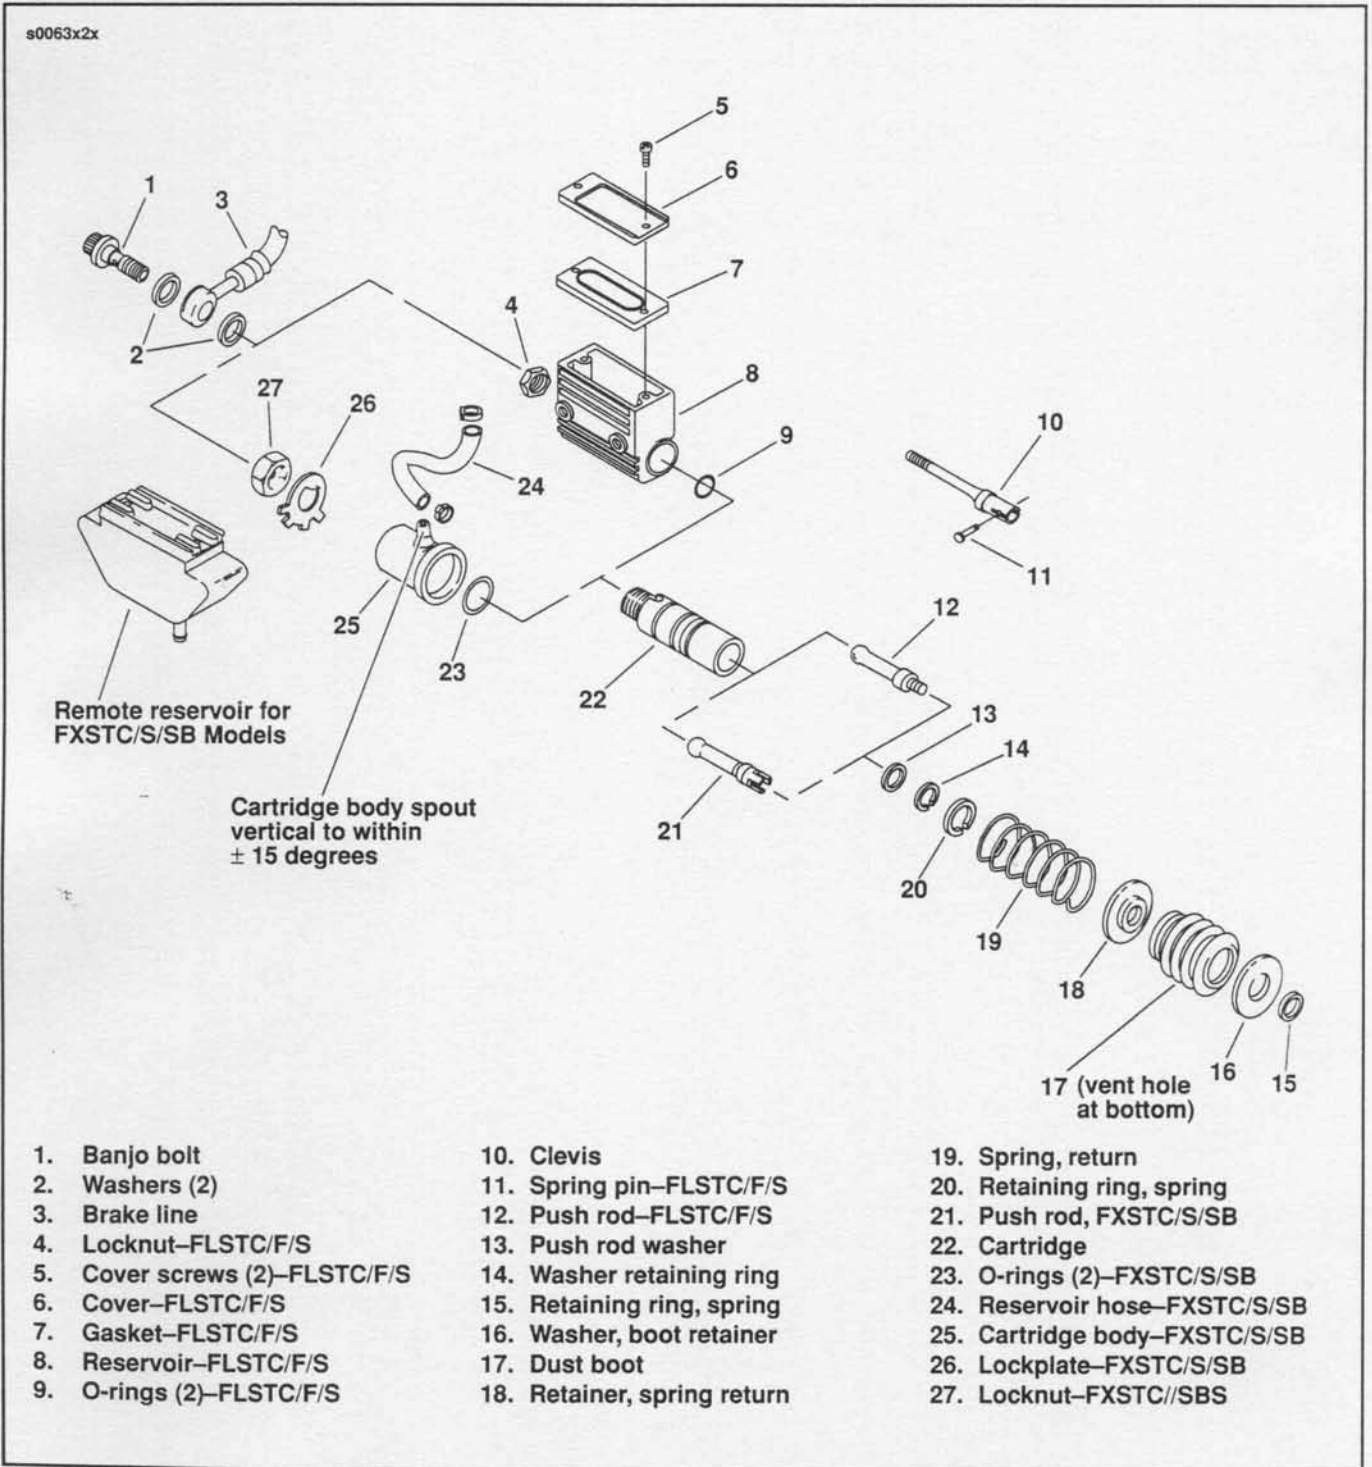 s0063x2x
5
6
1
3
7
4
2
8
27
26
9
10
24
11
25
12
23
22
13
Remote reservoir for
FXSTC/S/SB Models
14
Cartridge body spout
vertical to within
± 15 degrees
21
20
19
18
17 (vent hole
at bottom)
16
15
1. Banjo bolt
2. Washers (2)
3. Brake line
4. Locknut–FLSTC/F/S
5. Cover screws (2)–FLSTC/F/S
6. Cover–FLSTC/F/S
7. Gasket–FLSTC/F/S
8. Reservoir–FLSTC/F/S
9. O-rings (2)–FLSTC/F/S
10. Clevis
11. Spring pin–FLSTC/F/S
12. Push rod–FLSTC/F/S
13. Push rod washer
14. Washer retaining ring
15. Retaining ring, spring
16. Washer, boot retainer
17. Dust boot
18. Retainer, spring return
19. Spring, return
20. Retaining ring, spring
21. Push rod, FXSTC/S/SB
22. Cartridge
23. O-rings (2)–FXSTC/S/SB
24. Reservoir hose–FXSTC/S/SB
25. Cartridge body–FXSTC/S/SB
26. Lockplate–FXSTC/S/SB
27. Locknut–FXSTC//SBS